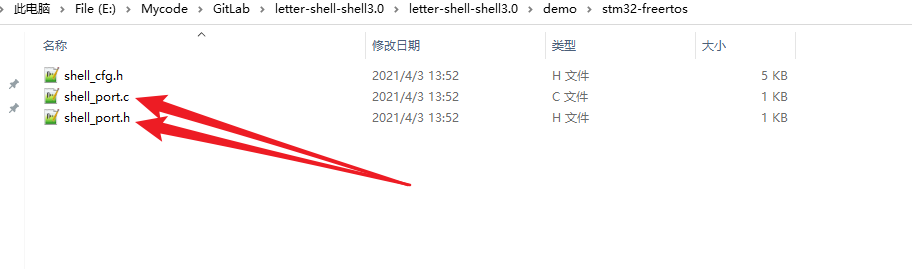 此电脑 > File (E:) > Mycode > GitLab > letter-shell-shell3.0 > letter-shell-shell3.0 > demo > stm32-freertos
名称 修改日期 类型 大小
shell_cfg.h 2021/4/3 13:52 H 文件 5 KB
shell_port.c 2021/4/3 13:52 C 文件 1 KB
shell_port.h 2021/4/3 13:52 H 文件 1 KB